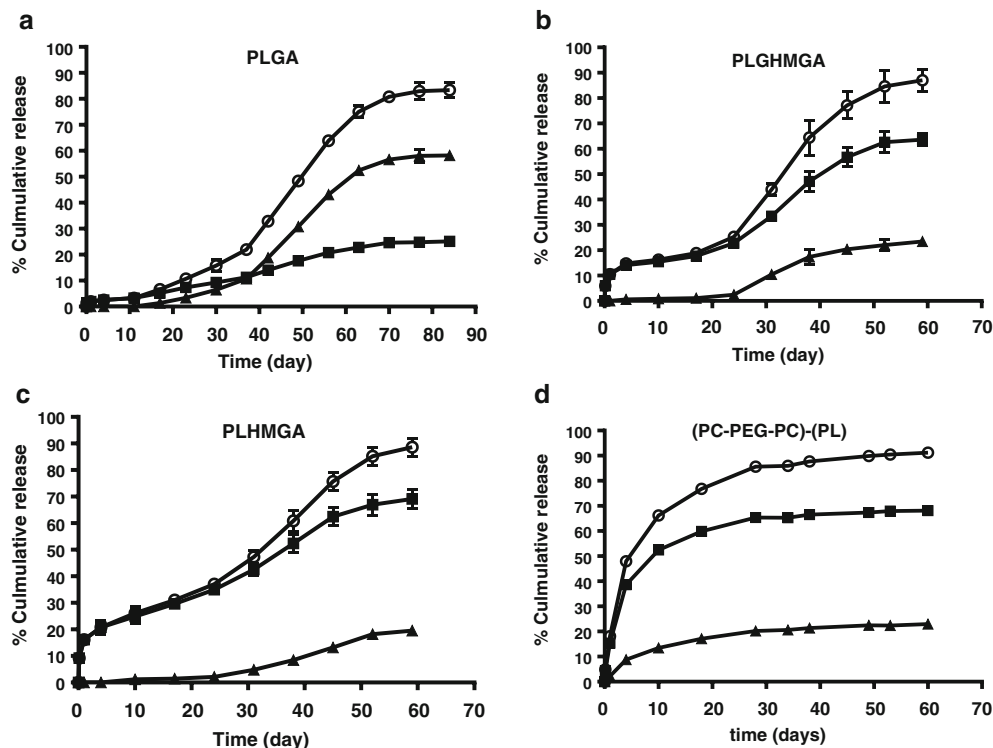 a
PLGA
% Culmulative release
100
90
80
70
60
50
40
30
20
10
0
0 10 20 30 40 50 60 70 80 90
Time (day)
b
PLGHMGA
% Culmulative release
100
90
80
70
60
50
40
30
20
10
0
0 10 20 30 40 50 60 70
Time (day)
c
PLHMGA
% Culmulative release
100
90
80
70
60
50
40
30
20
10
0
0 10 20 30 40 50 60 70
Time (day)
d
(PC-PEG-PC)-(PL)
% Culmulative release
100
90
80
70
60
50
40
30
20
10
0
0 10 20 30 40 50 60 70
time (days)